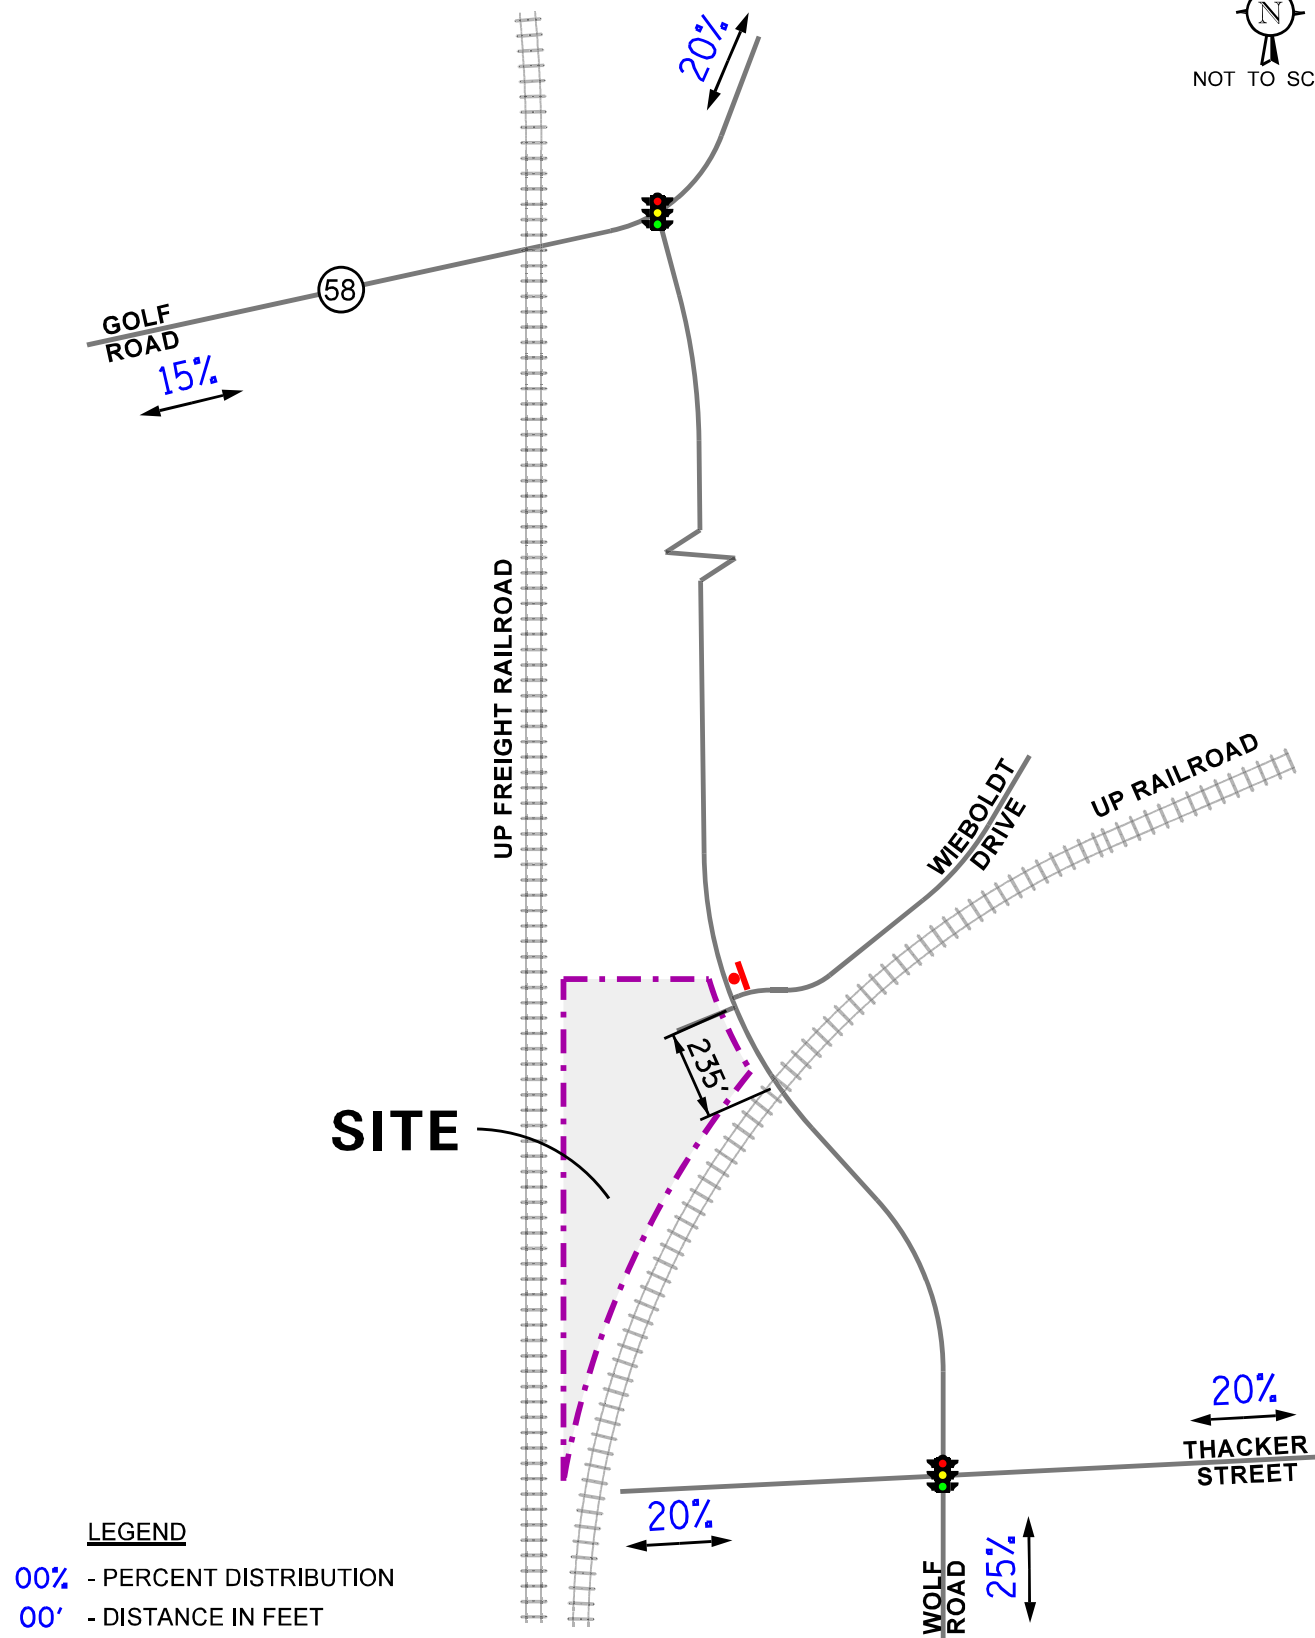 N
NOT TO SC
20%
58
GOLF
ROAD
15%
UP FREIGHT RAILROAD
UP RAILROAD
WIEBOLDT
DRIVE
235'
SITE
20%
THACKER
STREET
20%
25%
WOLF
ROAD
LEGEND
00% - PERCENT DISTRIBUTION
00' - DISTANCE IN FEET